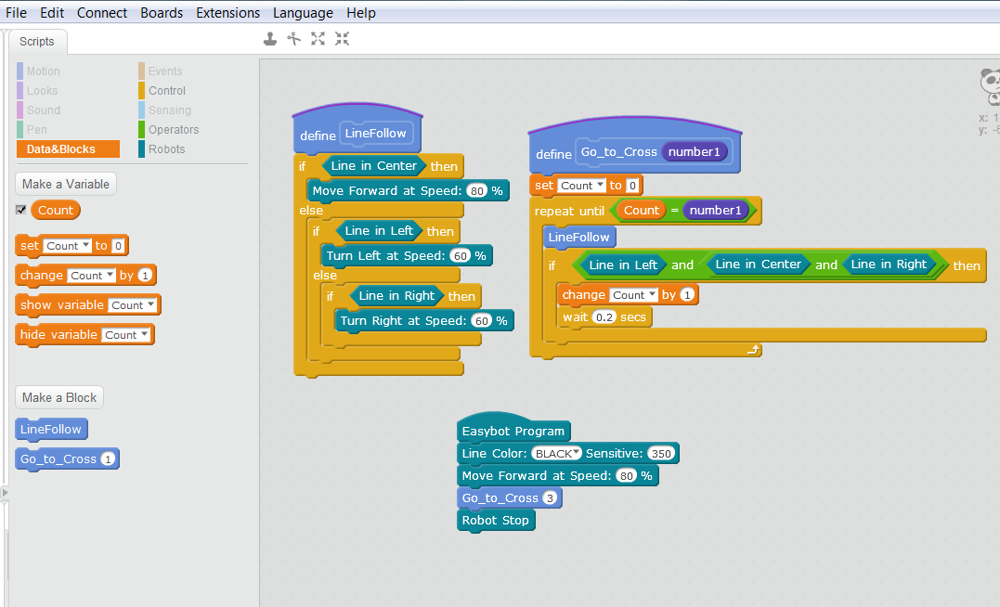 File Edit Connect Boards Extensions Language Help
Scripts
Motion Events
Looks Control
Sound Sensing
Pen Operators
Data&Blocks Robots
Make a Variable
Count
set Count to 0
change Count by 1
show variable Count
hide variable Count
Make a Block
LineFollow
Go_to_Cross 1
define LineFollow
if Line in Center then
Move Forward at Speed: 80 %
else
if Line in Left then
Turn Left at Speed: 60 %
else
if Line in Right then
Turn Right at Speed: 60 %
define Go_to_Cross number1
set Count to 0
repeat until Count = number1
LineFollow
if Line in Left and Line in Center and Line in Right then
change Count by 1
wait 0.2 secs
Easybot Program
Line Color: BLACK Sensitive: 350
Move Forward at Speed: 80 %
Go_to_Cross 3
Robot Stop
x:
y: